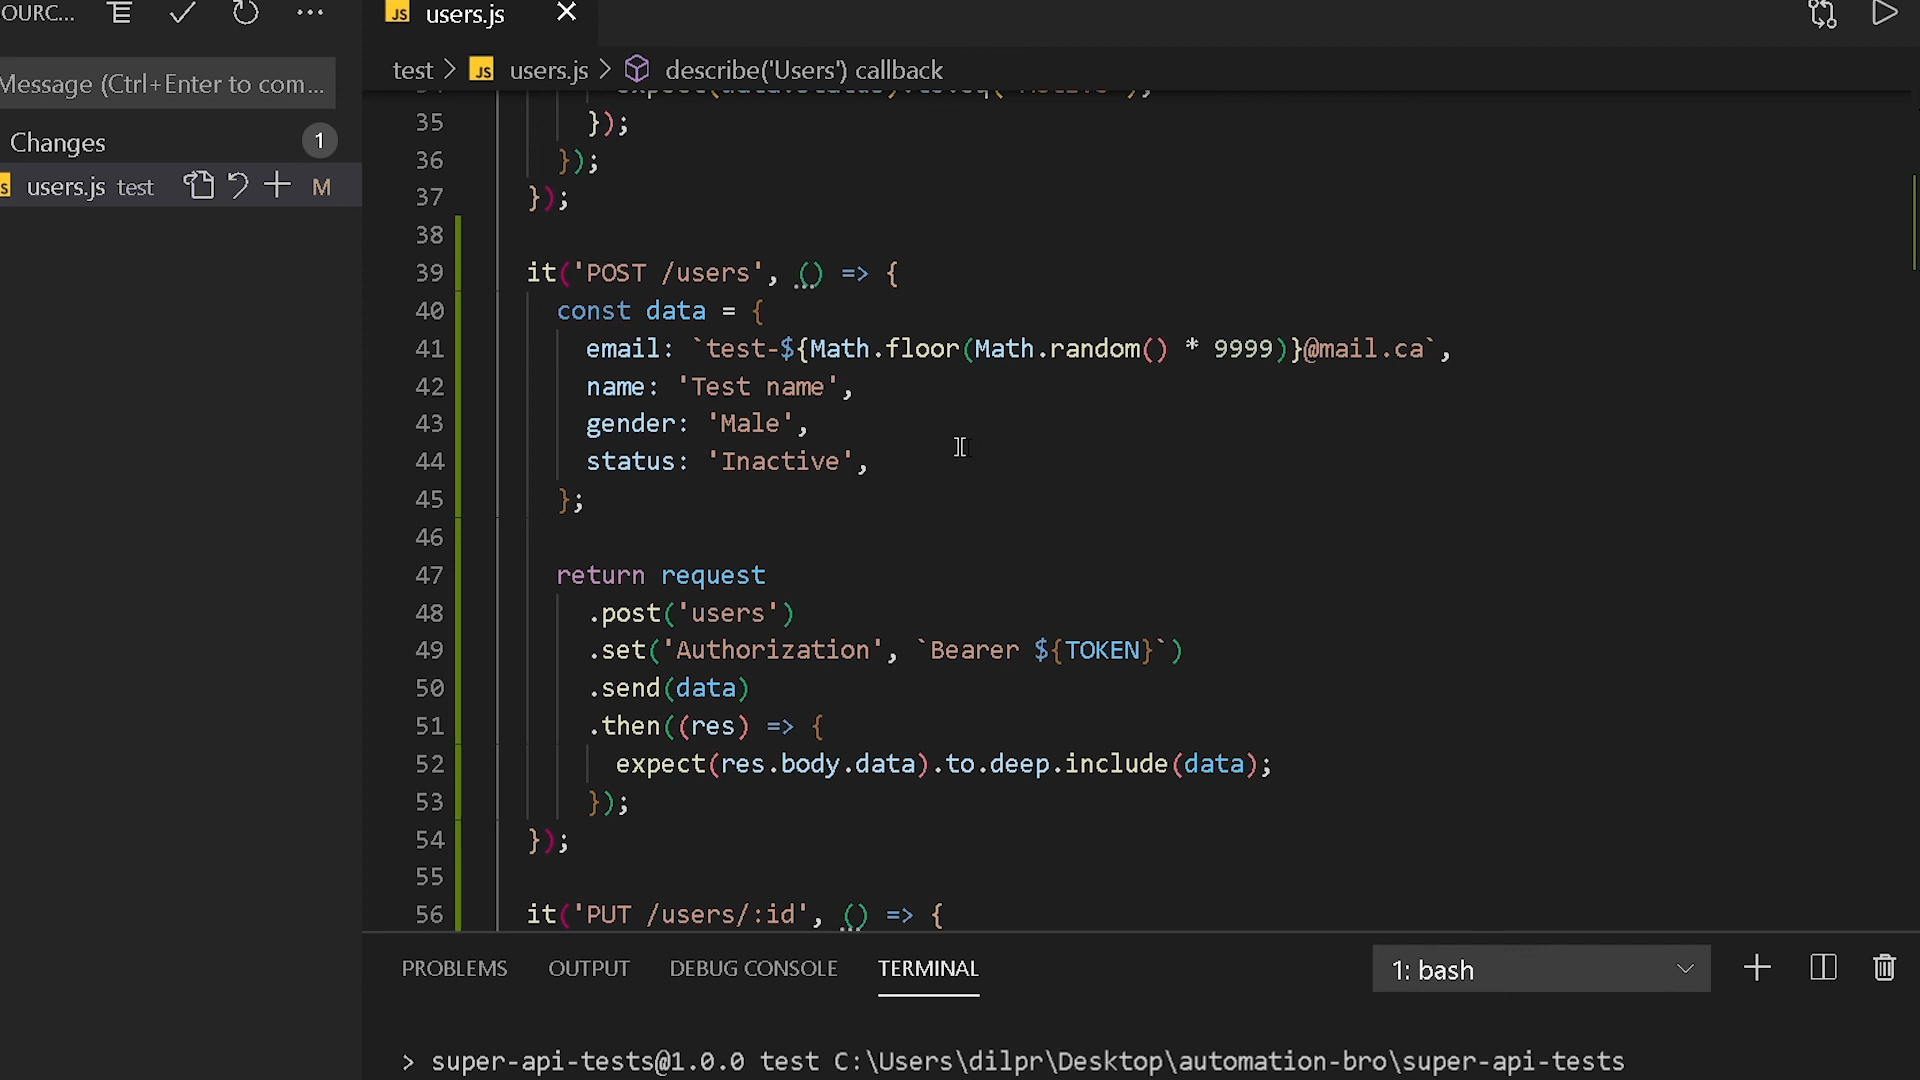 OURC...
JS users.js
Message (Ctrl+Enter to com...
test > JS users.js > describe('Users') callback
Changes 1
users.js test M
35 });
36 });
37 });
38
39 it('POST /users', () => {
40 const data = {
41 email: `test-${Math.floor(Math.random() * 9999)}@mail.ca`,
42 name: 'Test name',
43 gender: 'Male',
44 status: 'Inactive',
45 };
46
47 return request
48 .post('users')
49 .set('Authorization', `Bearer ${TOKEN}`)
50 .send(data)
51 .then((res) => {
52 expect(res.body.data).to.deep.include(data);
53 });
54 });
55
56 it('PUT /users/:id', () => {
PROBLEMS OUTPUT DEBUG CONSOLE TERMINAL 1: bash
> super-api-tests@1.0.0 test C:\Users\dilpr\Desktop\automation-bro\super-api-tests